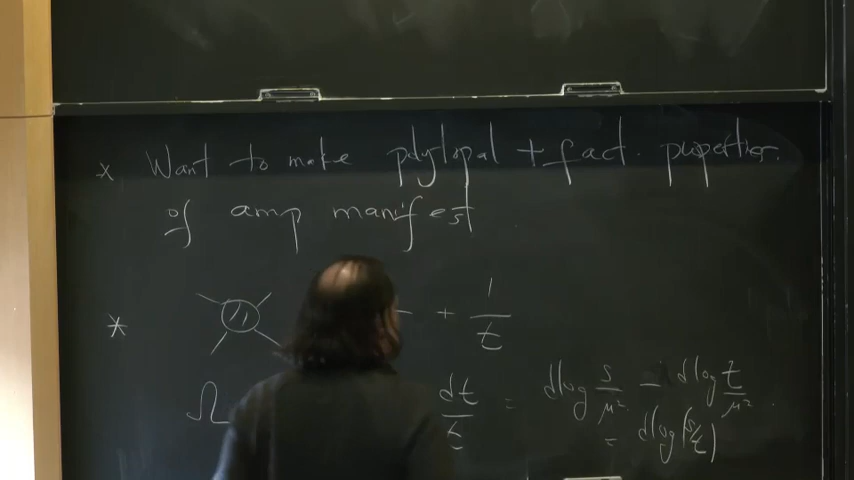 * Want to make polytopal + fact. properties.
of amp manifest
* + 1/t
Ω dt/t = dlog s/μ² - dlog t/μ²
= dlog(s/t)